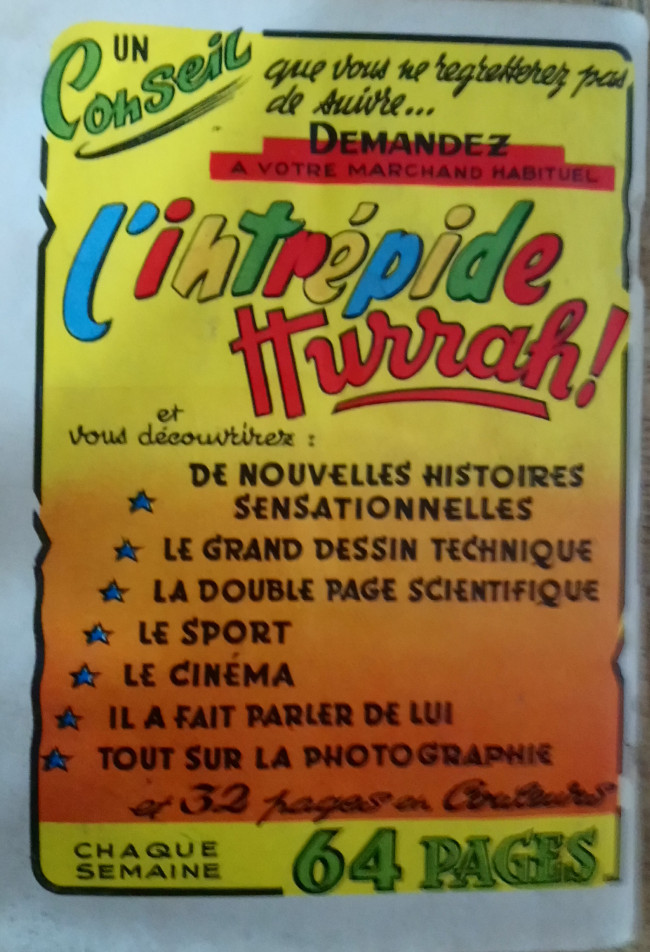 UN
Conseil
que vous ne regretterez pas
de suivre...
DEMANDEZ
A VOTRE MARCHAND HABITUEL
l'intrépide
Hurrah!
et
vous découvrirez :
DE NOUVELLES HISTOIRES
SENSATIONNELLES
LE GRAND DESSIN TECHNIQUE
LA DOUBLE PAGE SCIENTIFIQUE
LE SPORT
LE CINÉMA
IL A FAIT PARLER DE LUI
TOUT SUR LA PHOTOGRAPHIE
et 32 pages en Couleurs
CHAQUE
SEMAINE
64 PAGES